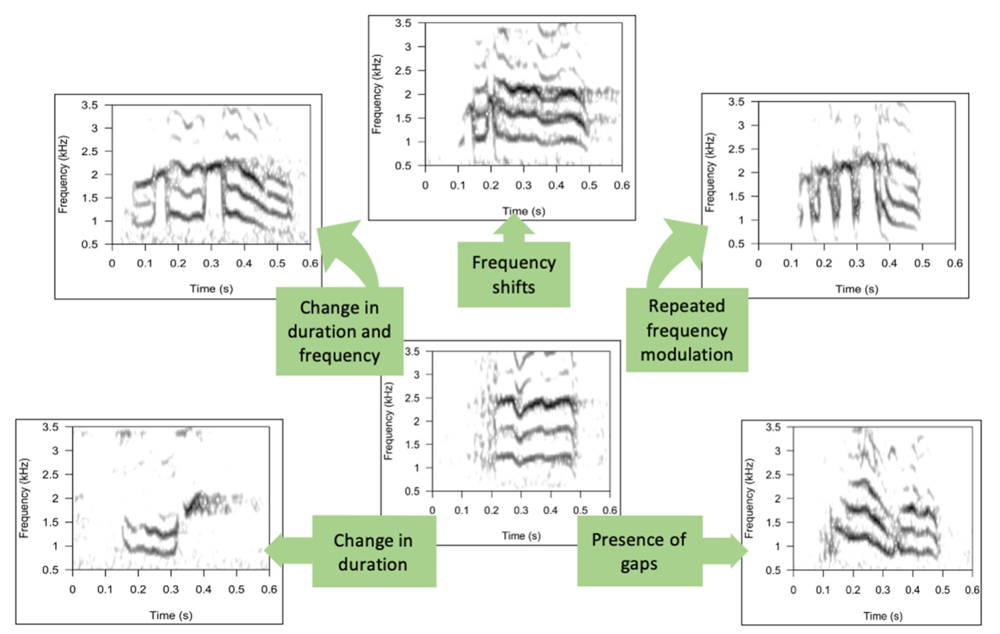 3.5
3
2.5
2
1.5
1
0.5
Frequency (kHz)
0 0.1 0.2 0.3 0.4 0.5 0.6
Time (s)
3.5
3
2.5
2
1.5
1
0.5
Frequency (kHz)
0 0.1 0.2 0.3 0.4 0.5 0.6
Time (s)
3.5
3
2.5
2
1.5
1
0.5
Frequency (kHz)
0 0.1 0.2 0.3 0.4 0.5 0.6
Time (s)
Change in
duration and
frequency
Frequency
shifts
Repeated
frequency
modulation
3.5
3
2.5
2
1.5
1
0.5
Frequency (kHz)
0 0.1 0.2 0.3 0.4 0.5 0.6
Time (s)
3.5
3
2.5
2
1.5
1
0.5
Frequency (kHz)
0 0.1 0.2 0.3 0.4 0.5 0.6
Time (s)
Change in
duration
Presence of
gaps
3.5
3
2.5
2
1.5
1
0.5
Frequency (kHz)
0 0.1 0.2 0.3 0.4 0.5 0.6
Time (s)